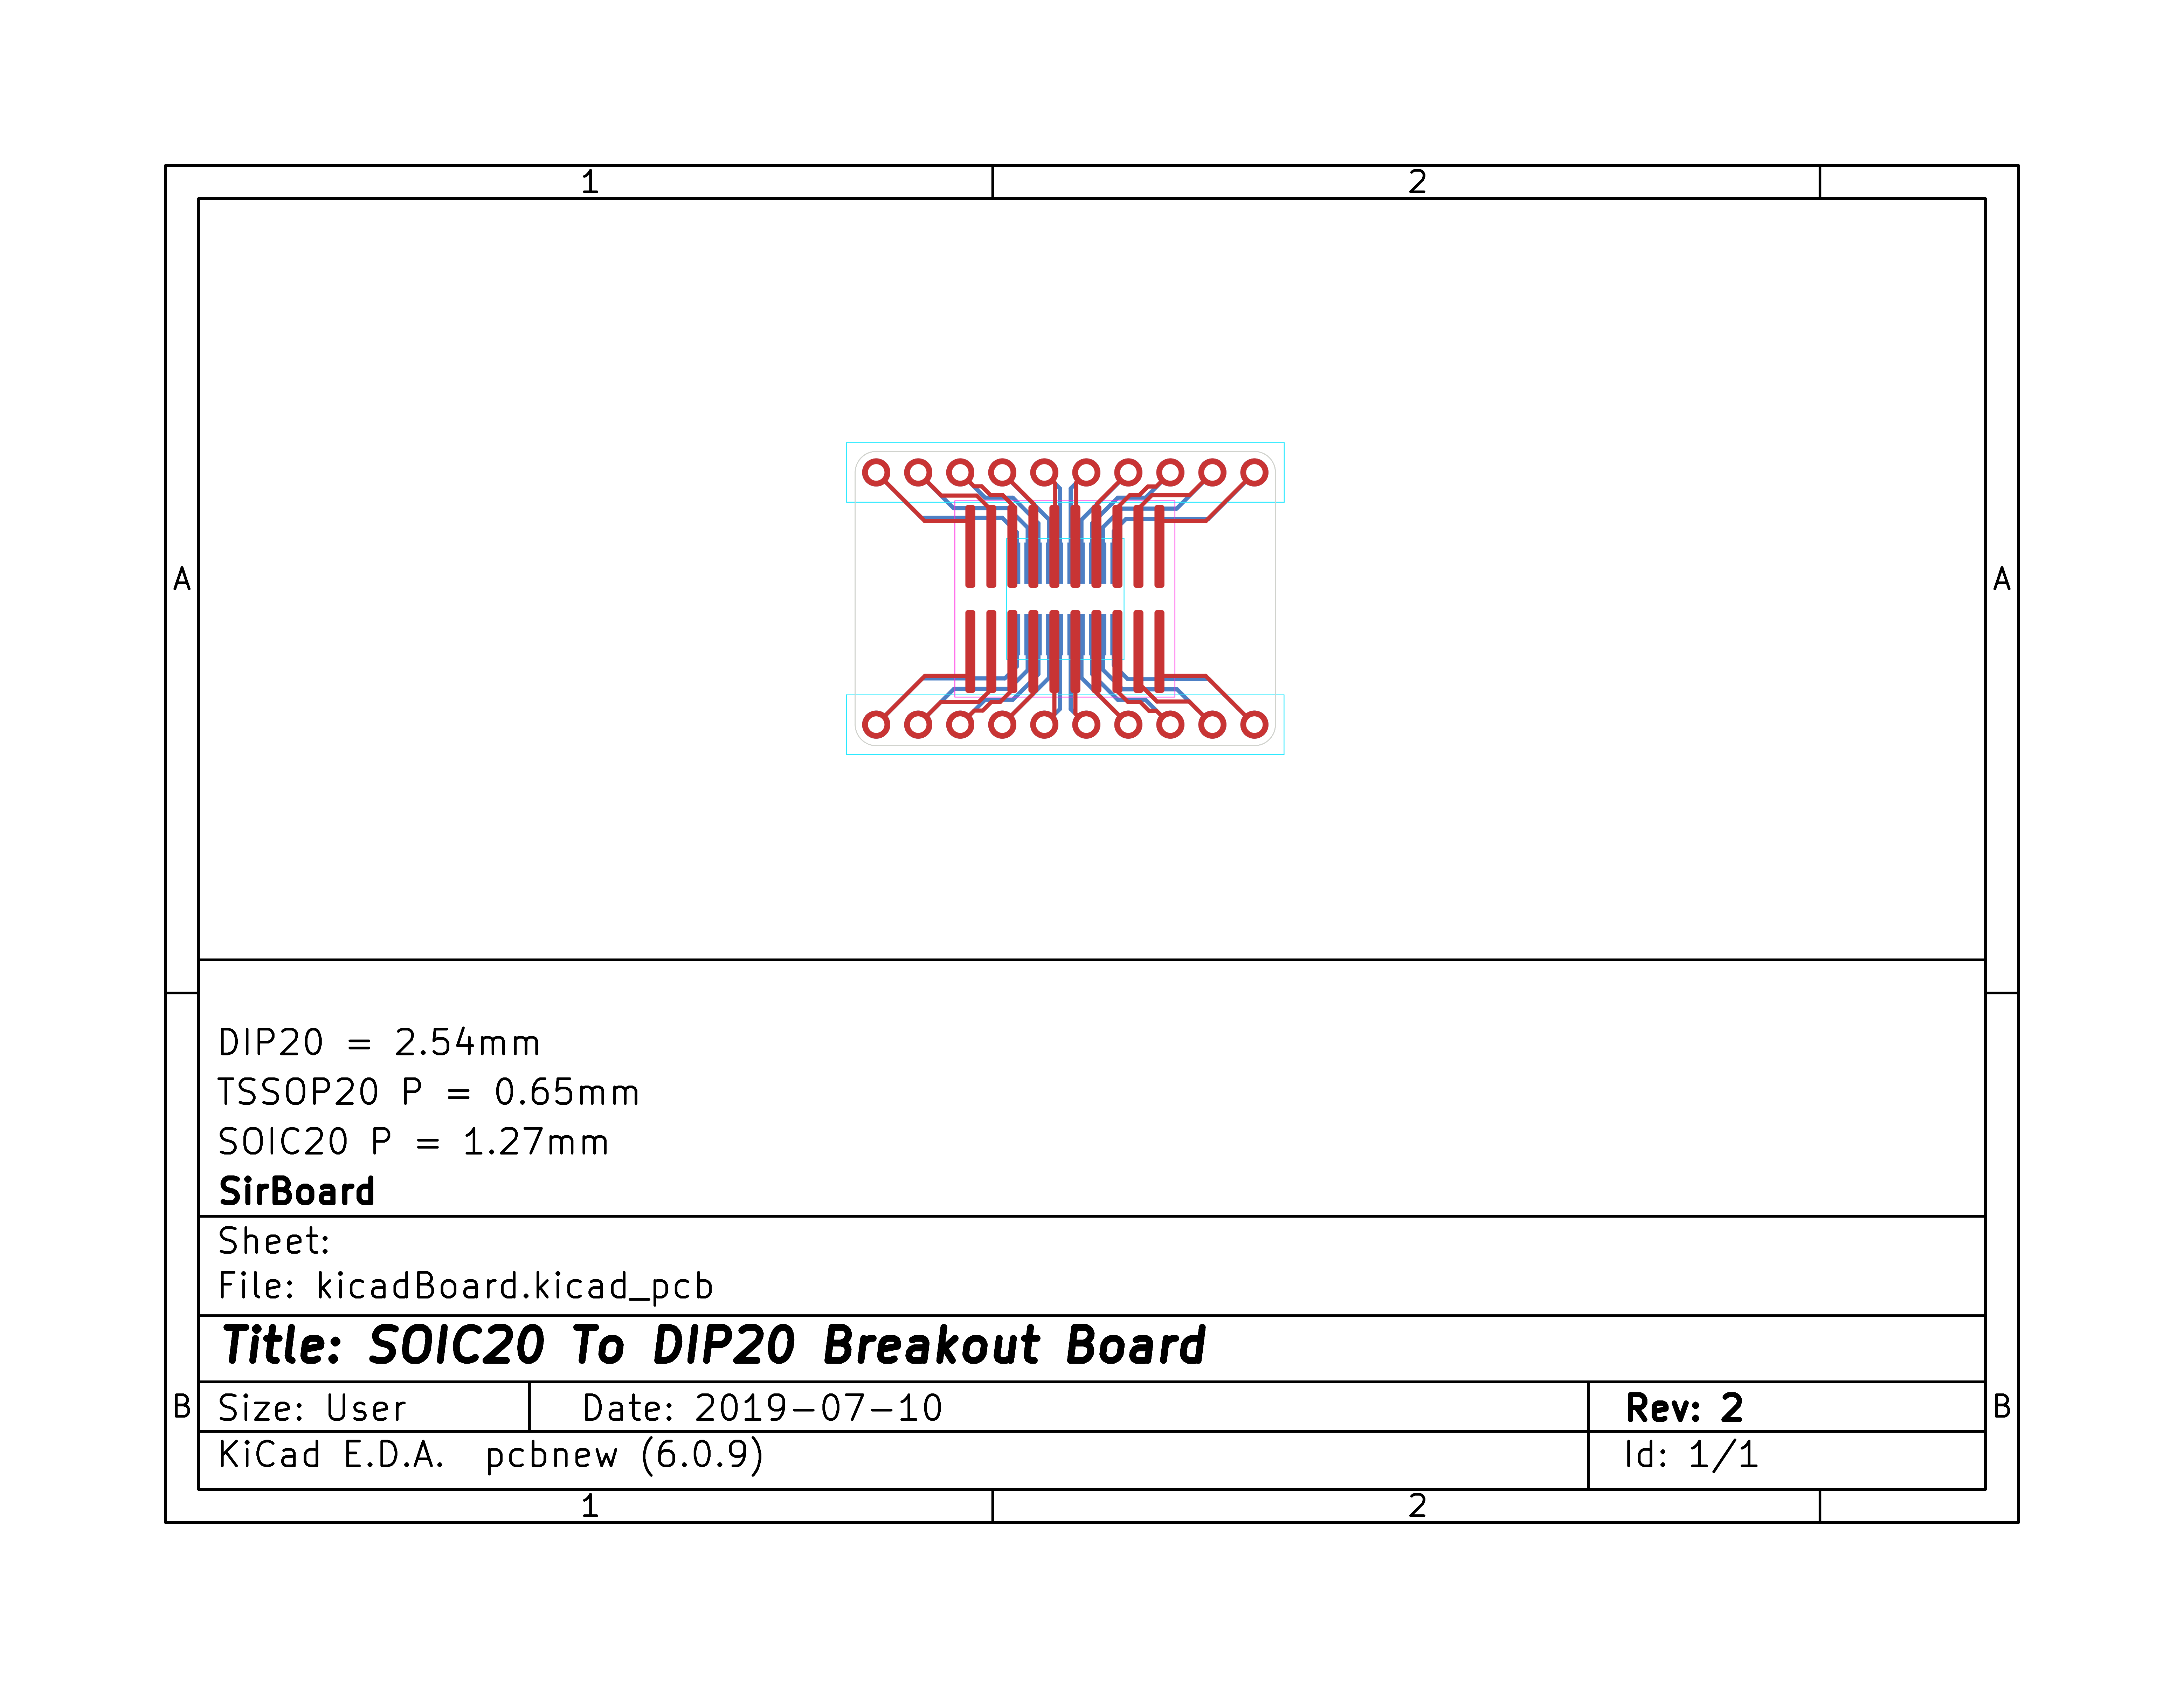 1 2
A A
DIP20 = 2.54mm
TSSOP20 P = 0.65mm
SOIC20 P = 1.27mm
SirBoard
Sheet:
File: kicadBoard.kicad_pcb
Title: SOIC20 To DIP20 Breakout Board
B Size: User Date: 2019-07-10 Rev: 2 B
KiCad E.D.A. pcbnew (6.0.9) Id: 1/1
1 2